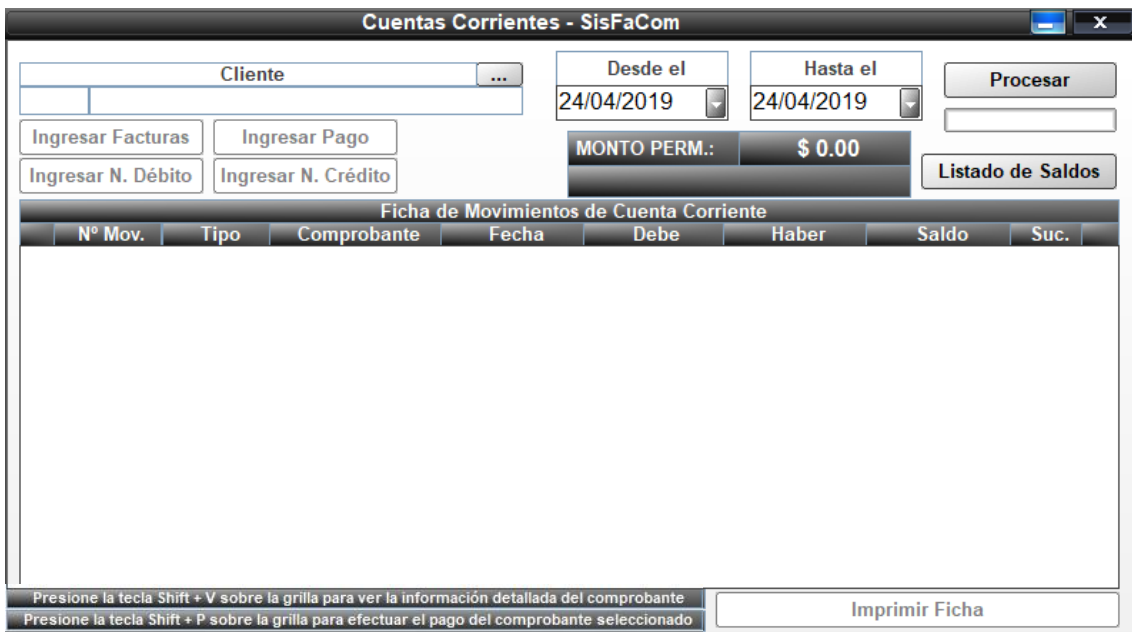 Cuentas Corrientes - SisFaCom
X
Cliente
...
Desde el
Hasta el
Procesar
24/04/2019
24/04/2019
Ingresar Facturas
Ingresar Pago
MONTO PERM.:
$ 0.00
Ingresar N. Débito
Ingresar N. Crédito
Listado de Saldos
Ficha de Movimientos de Cuenta Corriente
Nº Mov. Tipo Comprobante Fecha Debe Haber Saldo Suc.
Presione la tecla Shift + V sobre la grilla para ver la información detallada del comprobante
Presione la tecla Shift + P sobre la grilla para efectuar el pago del comprobante seleccionado
Imprimir Ficha